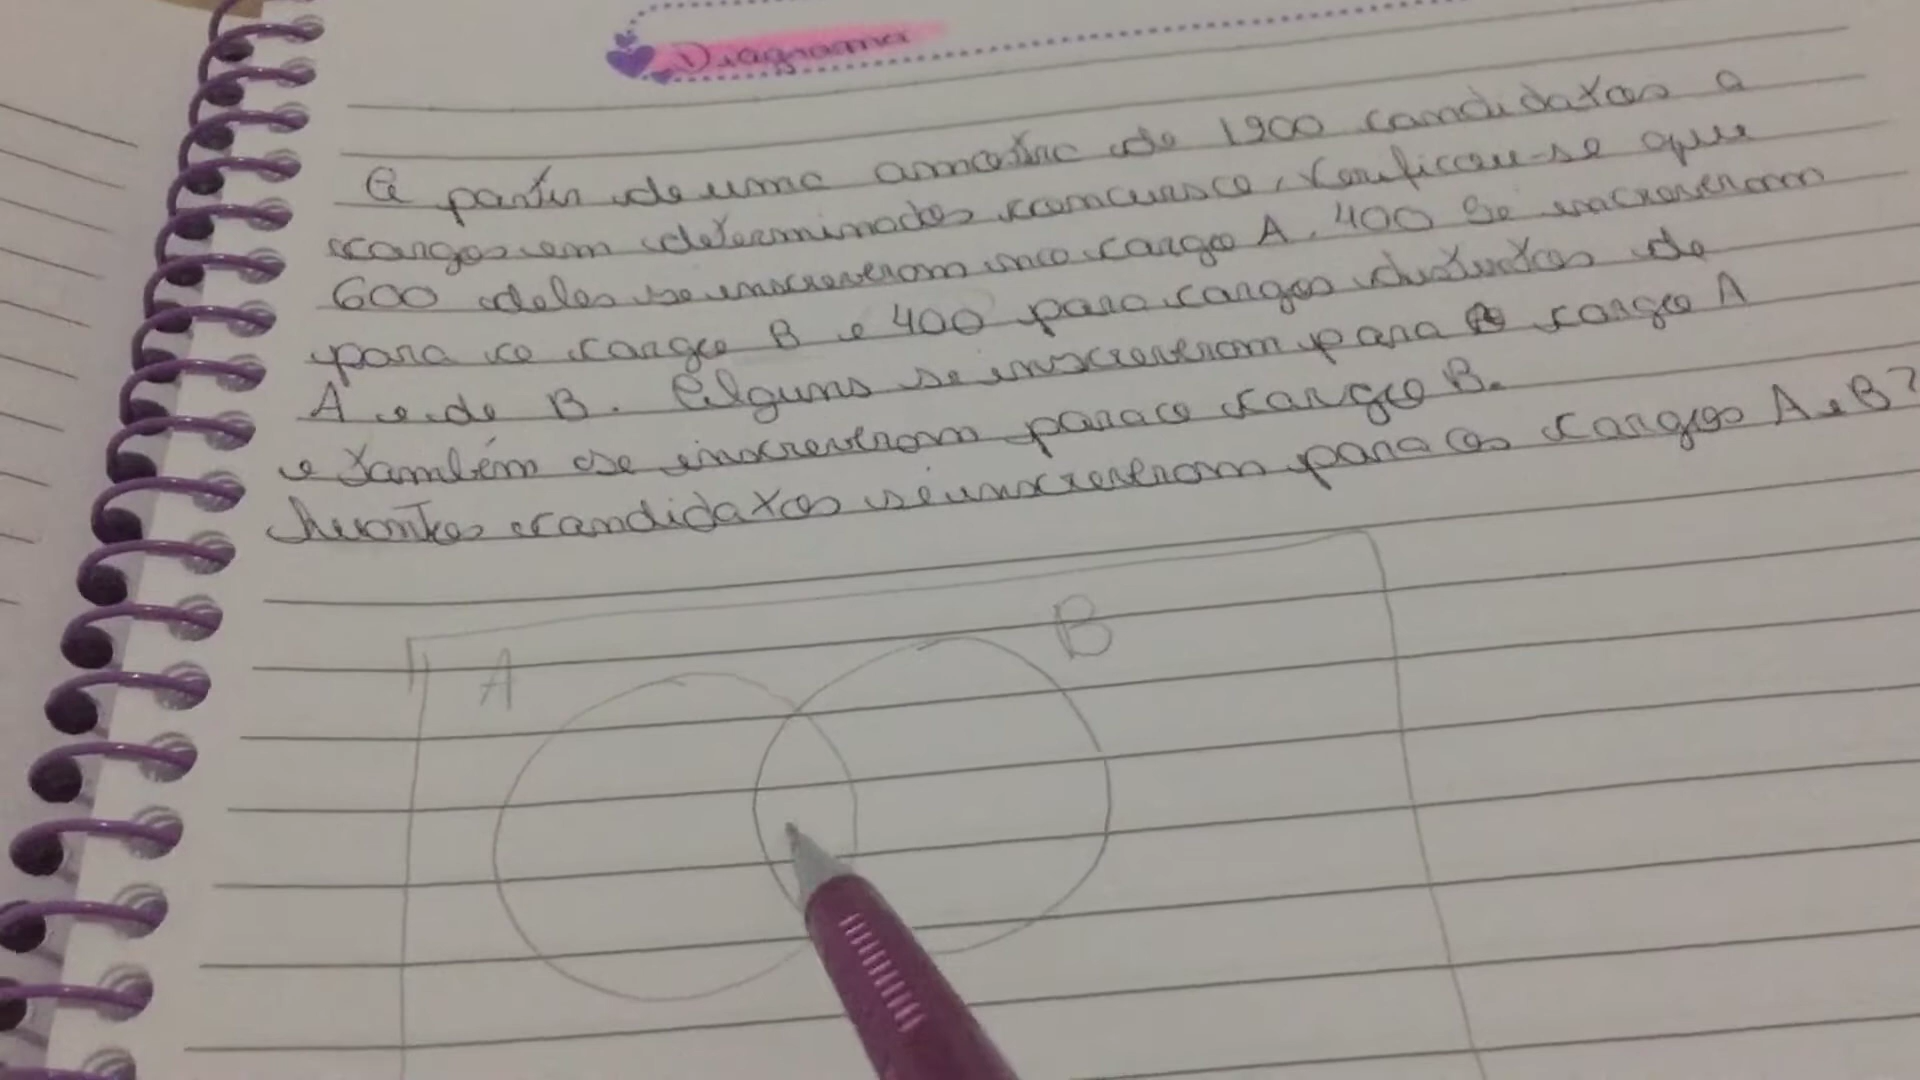 Diagrama
A partir de uma amostra de 1900 candidatos a
cargos em determinados concurso, verificou-se que
600 deles se inscreveram no cargo A, 400 se inscreveram
para o cargo B e 400 para cargos distintos de
A e de B. Alguns se inscreveram para o cargo A
e também se inscreveram para o cargo B.
Quantos candidatos se inscreveram para os cargos A e B?
A
B